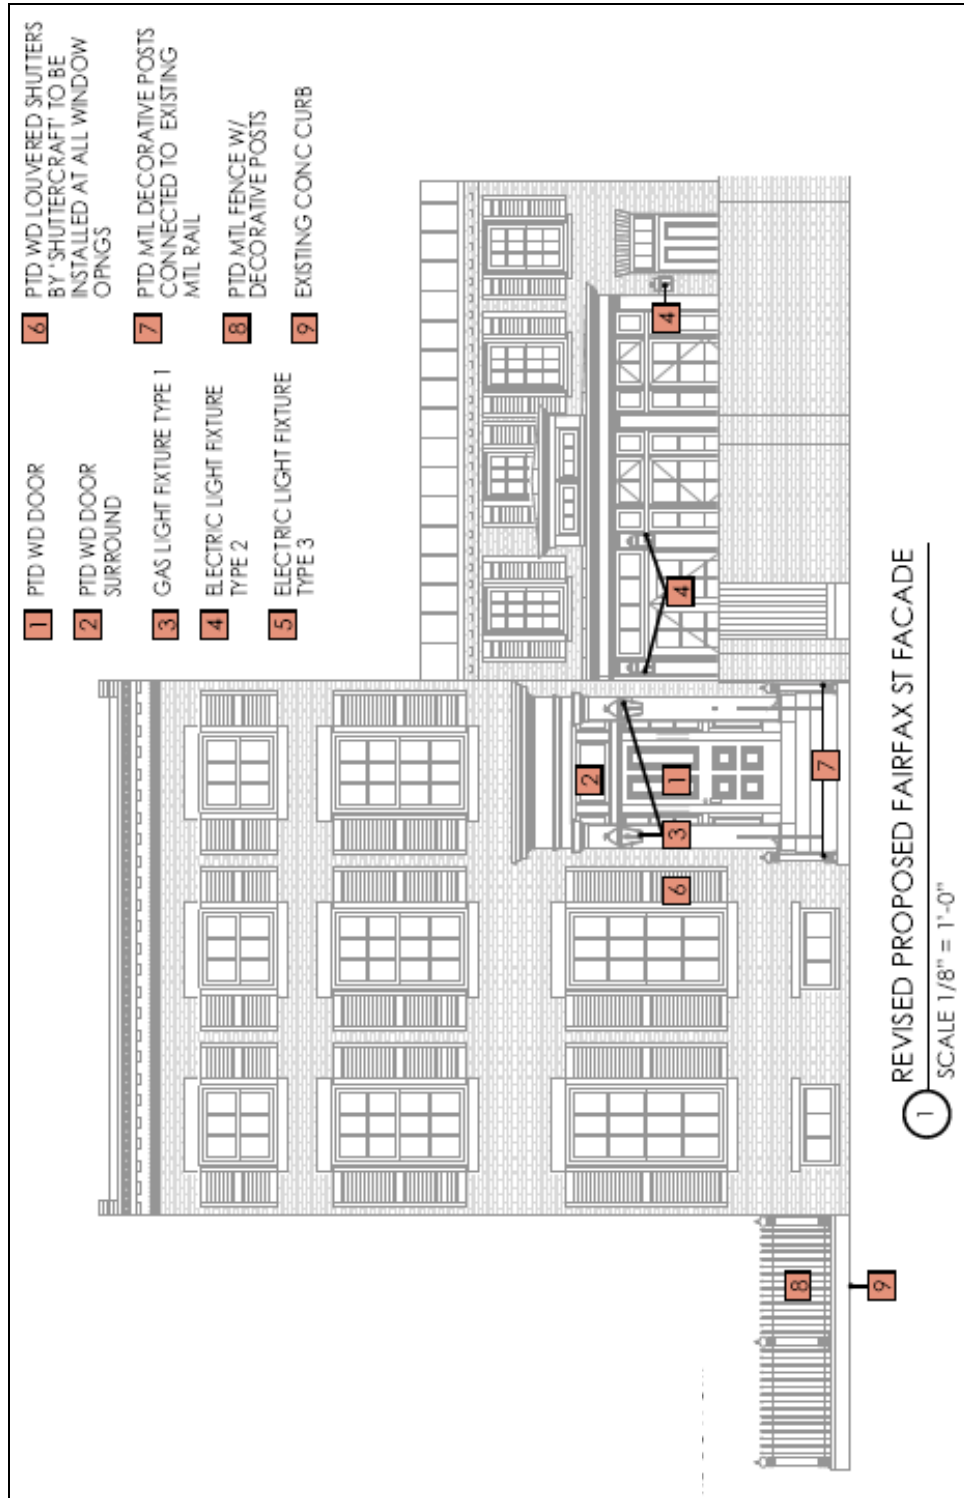 1 PTD WD DOOR
2 PTD WD DOOR
SURROUND
3 GAS LIGHT FIXTURE TYPE 1
4 ELECTRIC LIGHT FIXTURE
TYPE 2
5 ELECTRIC LIGHT FIXTURE
TYPE 3
6 PTD WD LOUVERED SHUTTERS
BY 'SHUTTERCRAFT' TO BE
INSTALLED AT ALL WINDOW
OPNGS
7 PTD MTL DECORATIVE POSTS
CONNECTED TO EXISTING
MTL RAIL
8 PTD MTL FENCE W/
DECORATIVE POSTS
9 EXISTING CONC CURB
2
3
1
6
7
4
4
8
9
1 REVISED PROPOSED FAIRFAX ST FACADE
SCALE 1/8" = 1'-0"